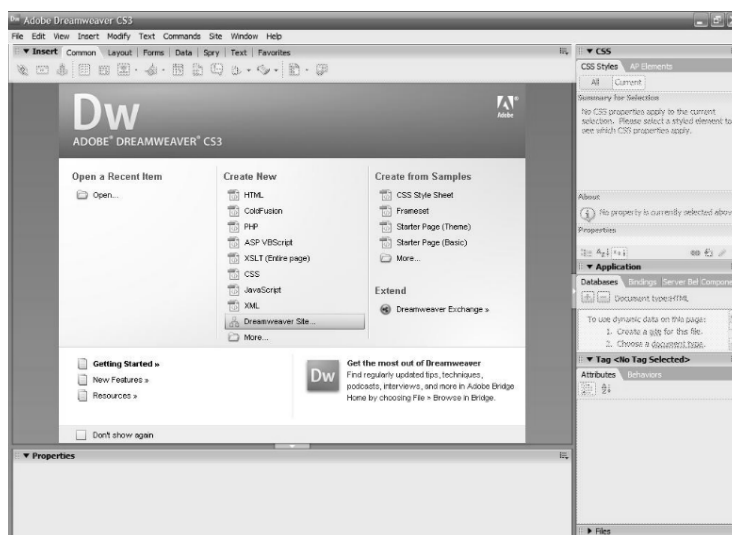 Dw Adobe Dreamweaver CS3
File Edit View Insert Modify Text Commands Site Window Help
▼ Insert Common Layout Forms Data Spry Text Favorites
Dw
ADOBE® DREAMWEAVER® CS3
Adobe
Open a Recent Item
Open...
Create New
HTML
ColdFusion
PHP
ASP VBScript
XSLT (Entire page)
CSS
JavaScript
XML
Dreamweaver Site...
More...
Create from Samples
CSS Style Sheet
Frameset
Starter Page (Theme)
Starter Page (Basic)
More...
Extend
Dreamweaver Exchange »
Getting Started »
New Features »
Resources »
Dw
Get the most out of Dreamweaver
Find regularly updated tips, techniques,
podcasts, interviews, and more in Adobe Bridge
Home by choosing File > Browse in Bridge.
Don't show again
▼ Properties
▼ CSS
CSS Styles AP Elements
All Current
Summary for Selection
No CSS properties apply to the current
selection. Please select a styled element to
see which CSS properties apply.
About
No property is currently selected abov
Properties
▼ Application
Databases Bindings Server Bel Compone
Document type:HTML
To use dynamic data on this page:
1. Create a site for this file.
2. Choose a document type.
▼ Tag <No Tag Selected>
Attributes Behaviors
▶ Files